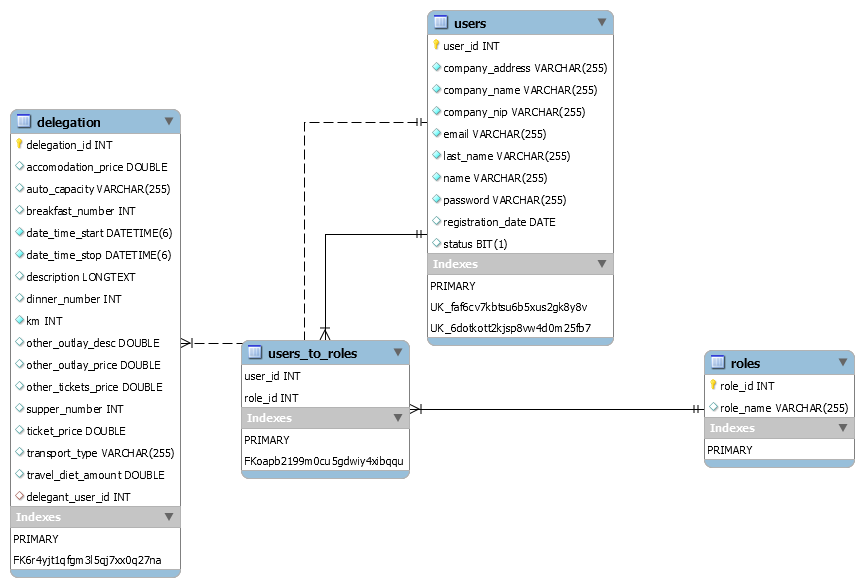 users
user_id INT
company_address VARCHAR(255)
company_name VARCHAR(255)
company_nip VARCHAR(255)
email VARCHAR(255)
last_name VARCHAR(255)
name VARCHAR(255)
password VARCHAR(255)
registration_date DATE
status BIT(1)
Indexes
PRIMARY
UK_faf6cv7kbtsu6b5xus2gk8y8v
UK_6dotkott2kjsp8vw4d0m25fb7
delegation
delegation_id INT
accomodation_price DOUBLE
auto_capacity VARCHAR(255)
breakfast_number INT
date_time_start DATETIME(6)
date_time_stop DATETIME(6)
description LONGTEXT
dinner_number INT
km INT
other_outlay_desc DOUBLE
other_outlay_price DOUBLE
other_tickets_price DOUBLE
supper_number INT
ticket_price DOUBLE
transport_type VARCHAR(255)
travel_diet_amount DOUBLE
delegant_user_id INT
Indexes
PRIMARY
FK6r4yjt1qfgm3l5qj7xx0q27na
users_to_roles
user_id INT
role_id INT
Indexes
PRIMARY
FKoapb2199m0cu5gdwiy4xibqqu
roles
role_id INT
role_name VARCHAR(255)
Indexes
PRIMARY